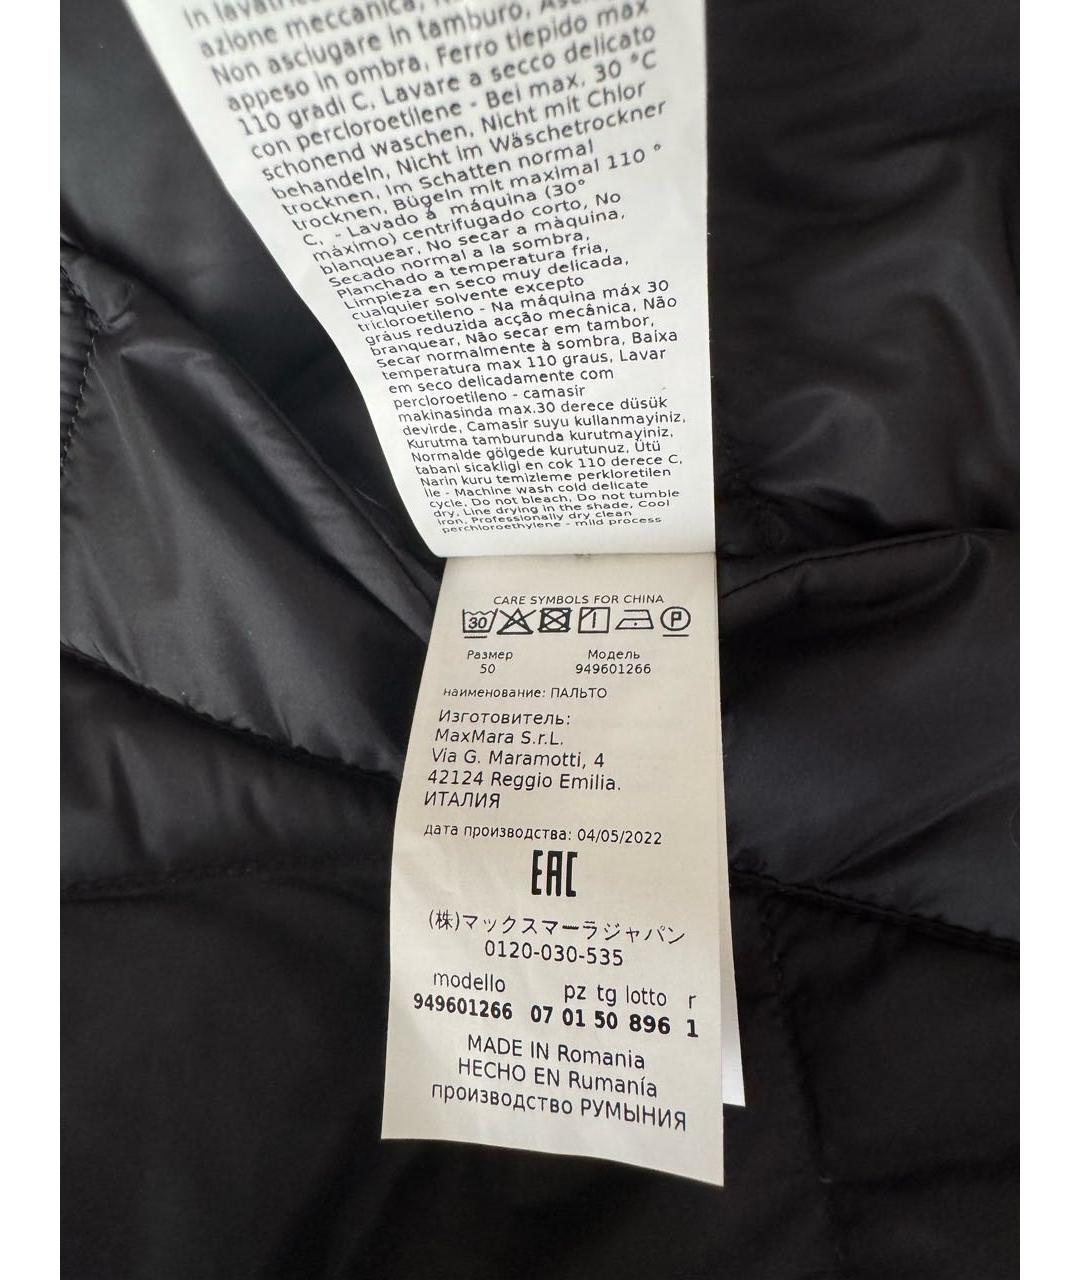 In
azione meccanica,
Non asciugare in tamburo,
appeso in ombra, Ferro tiepido max
110 gradi C, Lavare a secco delicato
con percloroetilene - Bei max. 30 °C
schonend waschen, Nicht mit Chlor
behandeln, Nicht im Wäschetrockner
trocknen, Im Schatten normal
trocknen, Bügeln mit maximal 110 °
C, - Lavado à máquina (30°
máximo) centrifugado corto, No
blanquear, No secar a màquina,
Secado normal a la sombra,
Planchado a temperatura fria,
Limpieza en seco muy delicada,
cualquier solvente excepto
tricloroetileno - Na máquina máx 30
gráus reduzida acção mecânica, Não
branquear, Não secar em tambor,
Secar normalmente à sombra, Baixa
temperatura max 110 graus, Lavar
em seco delicadamente com
percloroetileno - camasir
makinasinda max.30 derece düsük
devirde, Camasir suyu kullanmayiniz,
Kurutma tamburunda kurutmayiniz,
Normalde gölgede kurutunuz, Ütü
tabani sicakligi en cok 110 derece C,
Narin kuru temizleme perkloretilen
ile - Machine wash cold delicate
cycle, Do not bleach, Do not tumble
dry, Line drying in the shade, Cool
iron, Professionally dry clean
perchloroethylene - mild process
CARE SYMBOLS FOR CHINA
30 P
Размер Модель
50 949601266
наименование: ПАЛЬТО
Изготовитель:
MaxMara S.r.L.
Via G. Maramotti, 4
42124 Reggio Emilia.
ИТАЛИЯ
дата производства: 04/05/2022
EAC
(株)マックスマーラジャパン
0120-030-535
modello pz tg lotto r
949601266 07 01 50 896 1
MADE IN Romania
HECHO EN Rumanía
производство РУМЫНИЯ